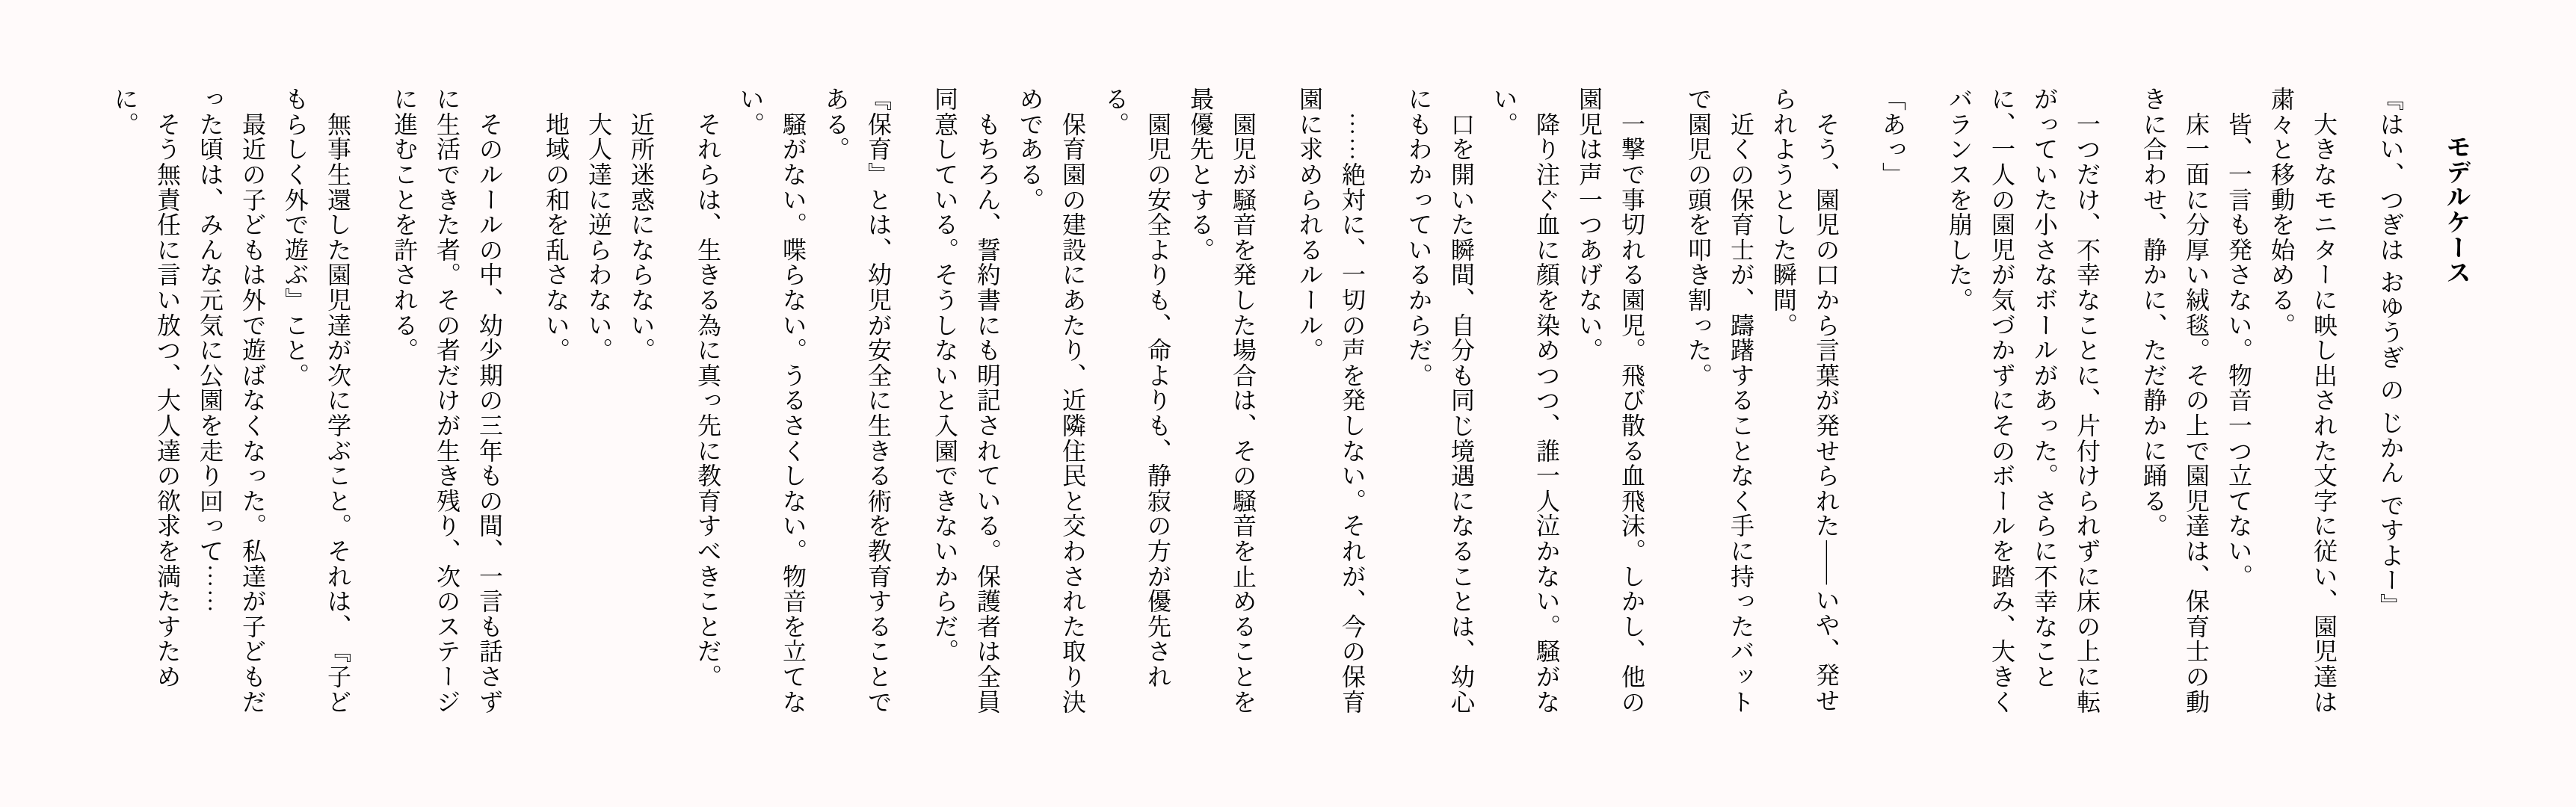 モデルケース
『はい、つぎは おゆうぎ の じかん ですよー』
　大きなモニターに映し出された文字に従い、園児達は
粛々と移動を始める。
　皆、一言も発さない。物音一つ立てない。
　床一面に分厚い絨毯。その上で園児達は、保育士の動
きに合わせ、静かに、ただ静かに踊る。
　一つだけ、不幸なことに、片付けられずに床の上に転
がっていた小さなボールがあった。さらに不幸なこと
に、一人の園児が気づかずにそのボールを踏み、大きく
バランスを崩した。
「あっ」
　そう、園児の口から言葉が発せられた――いや、発せ
られようとした瞬間。
　近くの保育士が、躊躇することなく手に持ったバット
で園児の頭を叩き割った。
　一撃で事切れる園児。飛び散る血飛沫。しかし、他の
園児は声一つあげない。
　降り注ぐ血に顔を染めつつ、誰一人泣かない。騒がな
い。
　口を開いた瞬間、自分も同じ境遇になることは、幼心
にもわかっているからだ。
　……絶対に、一切の声を発しない。それが、今の保育
園に求められるルール。
　園児が騒音を発した場合は、その騒音を止めることを
最優先とする。
　園児の安全よりも、命よりも、静寂の方が優先され
る。
　保育園の建設にあたり、近隣住民と交わされた取り決
めである。
　もちろん、誓約書にも明記されている。保護者は全員
同意している。そうしないと入園できないからだ。
『保育』とは、幼児が安全に生きる術を教育することで
ある。
　騒がない。喋らない。うるさくしない。物音を立てな
い。
　それらは、生きる為に真っ先に教育すべきことだ。
　近所迷惑にならない。
　大人達に逆らわない。
　地域の和を乱さない。
　そのルールの中、幼少期の三年もの間、一言も話さず
に生活できた者。その者だけが生き残り、次のステージ
に進むことを許される。
　無事生還した園児達が次に学ぶこと。それは、『子ど
もらしく外で遊ぶ』こと。
　最近の子どもは外で遊ばなくなった。私達が子どもだ
った頃は、みんな元気に公園を走り回って……
　そう無責任に言い放つ、大人達の欲求を満たすため
に。